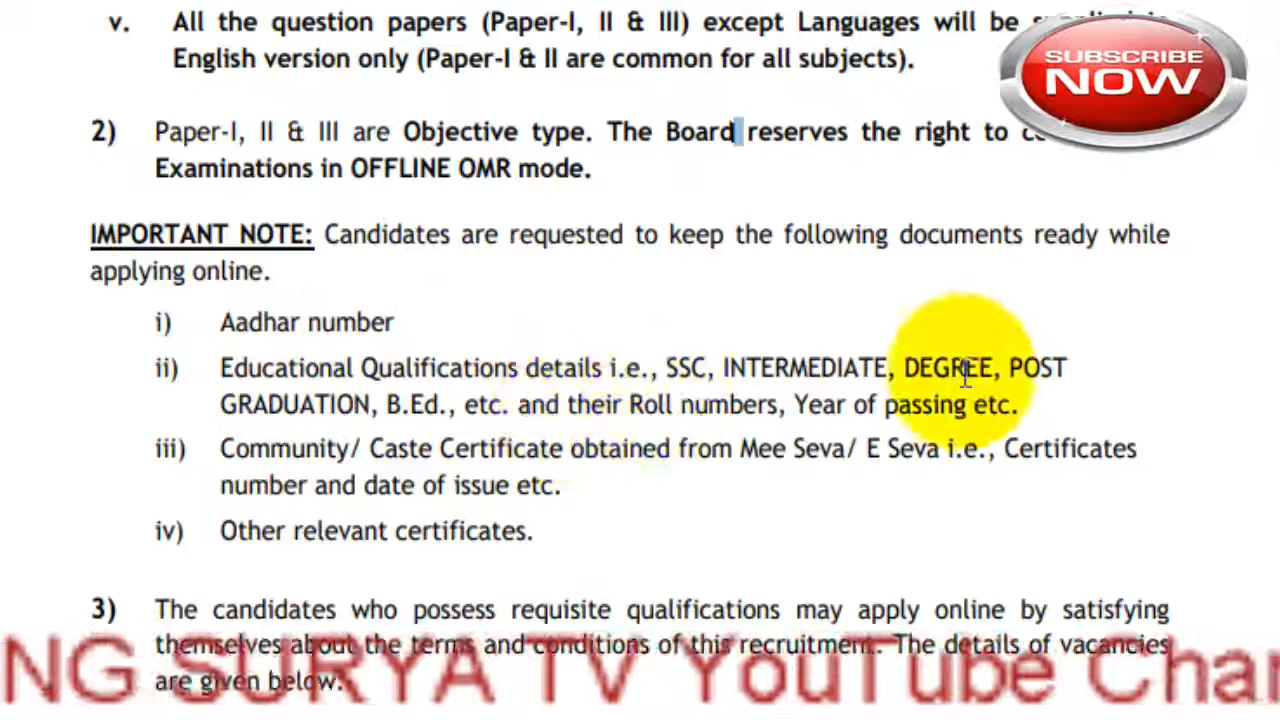 v. All the question papers (Paper-I, II & III) except Languages will be
English version only (Paper-I & II are common for all subjects).
SUBSCRIBE
NOW
2) Paper-I, II & III are Objective type. The Board reserves the right to
Examinations in OFFLINE OMR mode.
IMPORTANT NOTE: Candidates are requested to keep the following documents ready while
applying online.
i) Aadhar number
ii) Educational Qualifications details i.e., SSC, INTERMEDIATE, DEGREE, POST
GRADUATION, B.Ed., etc. and their Roll numbers, Year of passing etc.
iii) Community/ Caste Certificate obtained from Mee Seva/ E Seva i.e., Certificates
number and date of issue etc.
iv) Other relevant certificates.
3) The candidates who possess requisite qualifications may apply online by satisfying
themselves about the terms and conditions of this recruitment. The details of vacancies
are given below:
NG SURYA TV YouTube Char